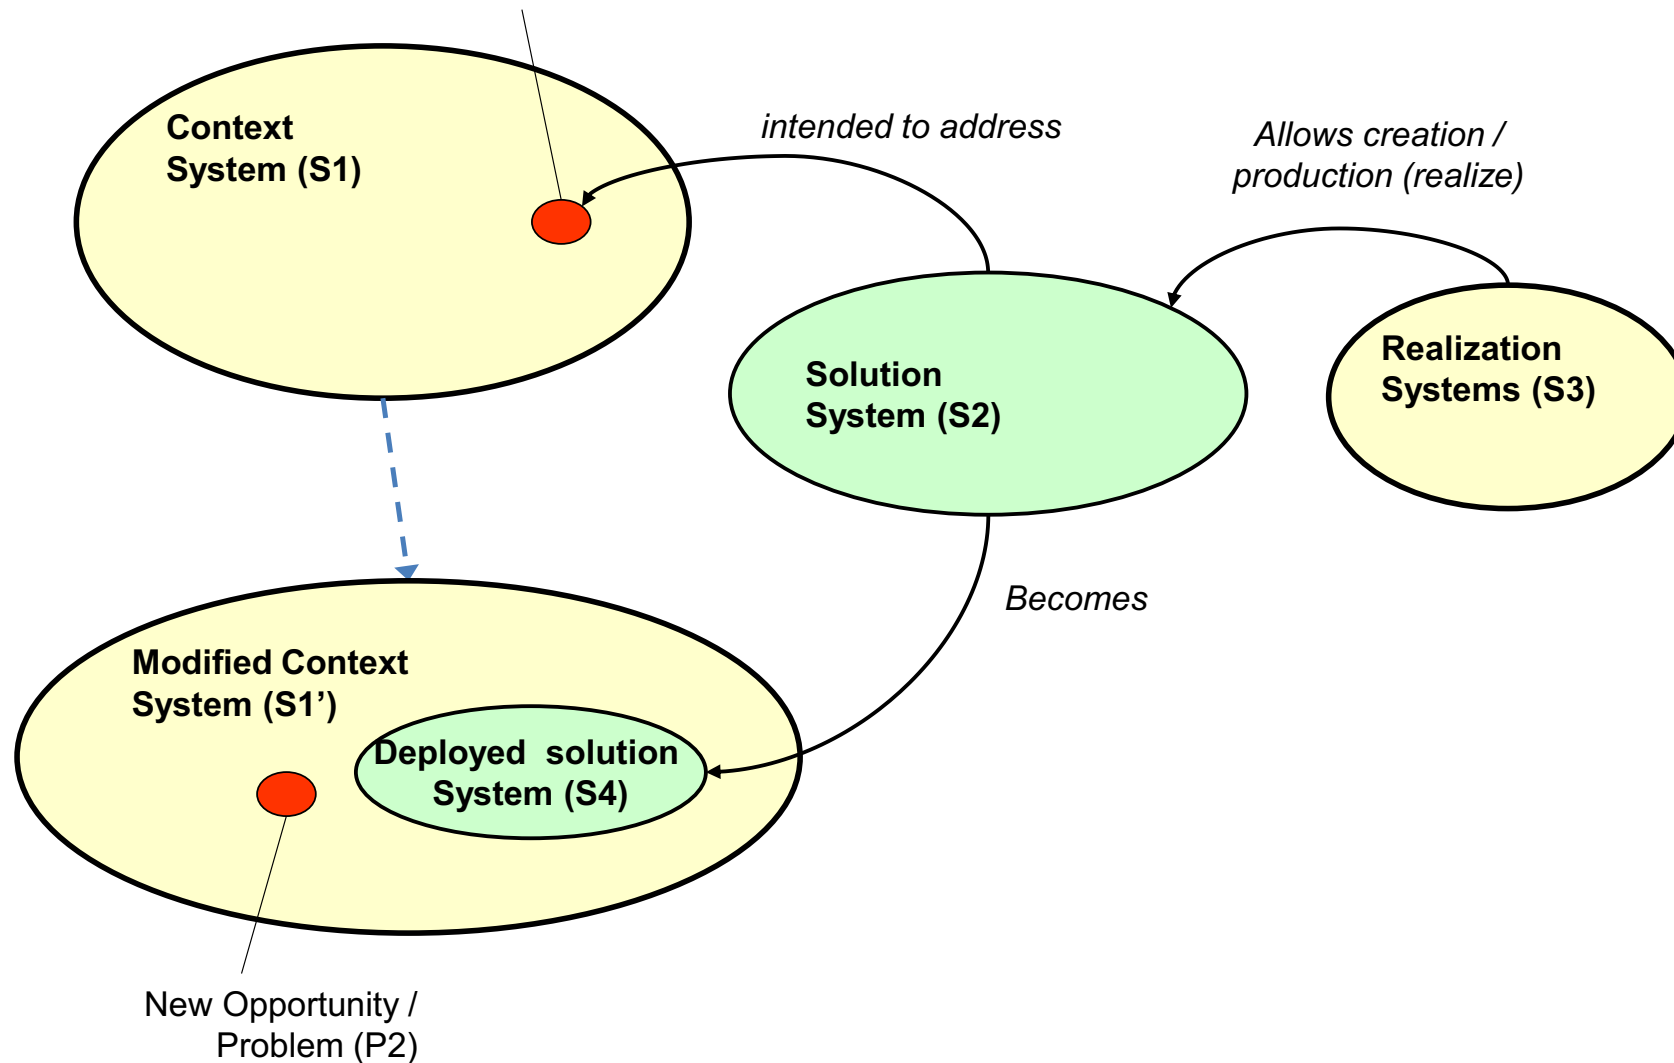 Context
System (S1)
intended to address
Allows creation /
production (realize)
Solution
System (S2)
Realization
Systems (S3)
Becomes
Modified Context
System (S1’)
Deployed  solution
System (S4)
New Opportunity /
Problem (P2)